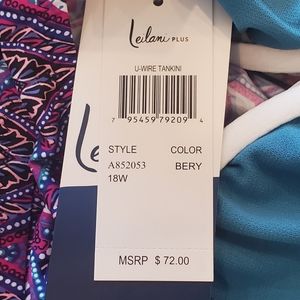 Leilani PLUS
U-WIRE TANKINI
7 95459 79209 4
STYLE COLOR
A852053 BERY
18W
MSRP $ 72.00